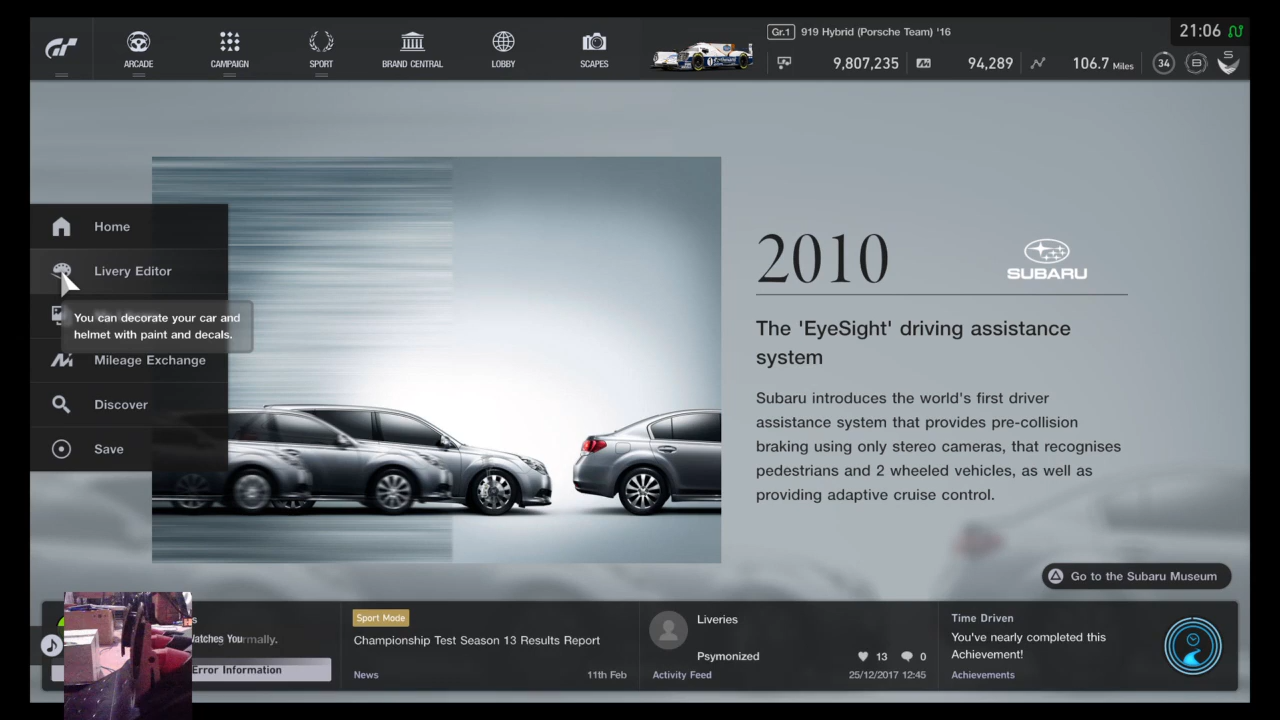 GT
ARCADE
CAMPAIGN
SPORT
BRAND CENTRAL
LOBBY
SCAPES
Gr.1 919 Hybrid (Porsche Team) '16
9,807,235
94,289
106.7 Miles
34
B
S
21:06
Home
Livery Editor
You can decorate your car and
helmet with paint and decals.
Mileage Exchange
Discover
Save
2010
SUBARU
The 'EyeSight' driving assistance
system
Subaru introduces the world's first driver
assistance system that provides pre-collision
braking using only stereo cameras, that recognises
pedestrians and 2 wheeled vehicles, as well as
providing adaptive cruise control.
Go to the Subaru Museum
Error Information
Sport Mode
Championship Test Season 13 Results Report
News
11th Feb
Liveries
Psymonized
13
0
Activity Feed
25/12/2017 12:45
Time Driven
You've nearly completed this
Achievement!
Achievements